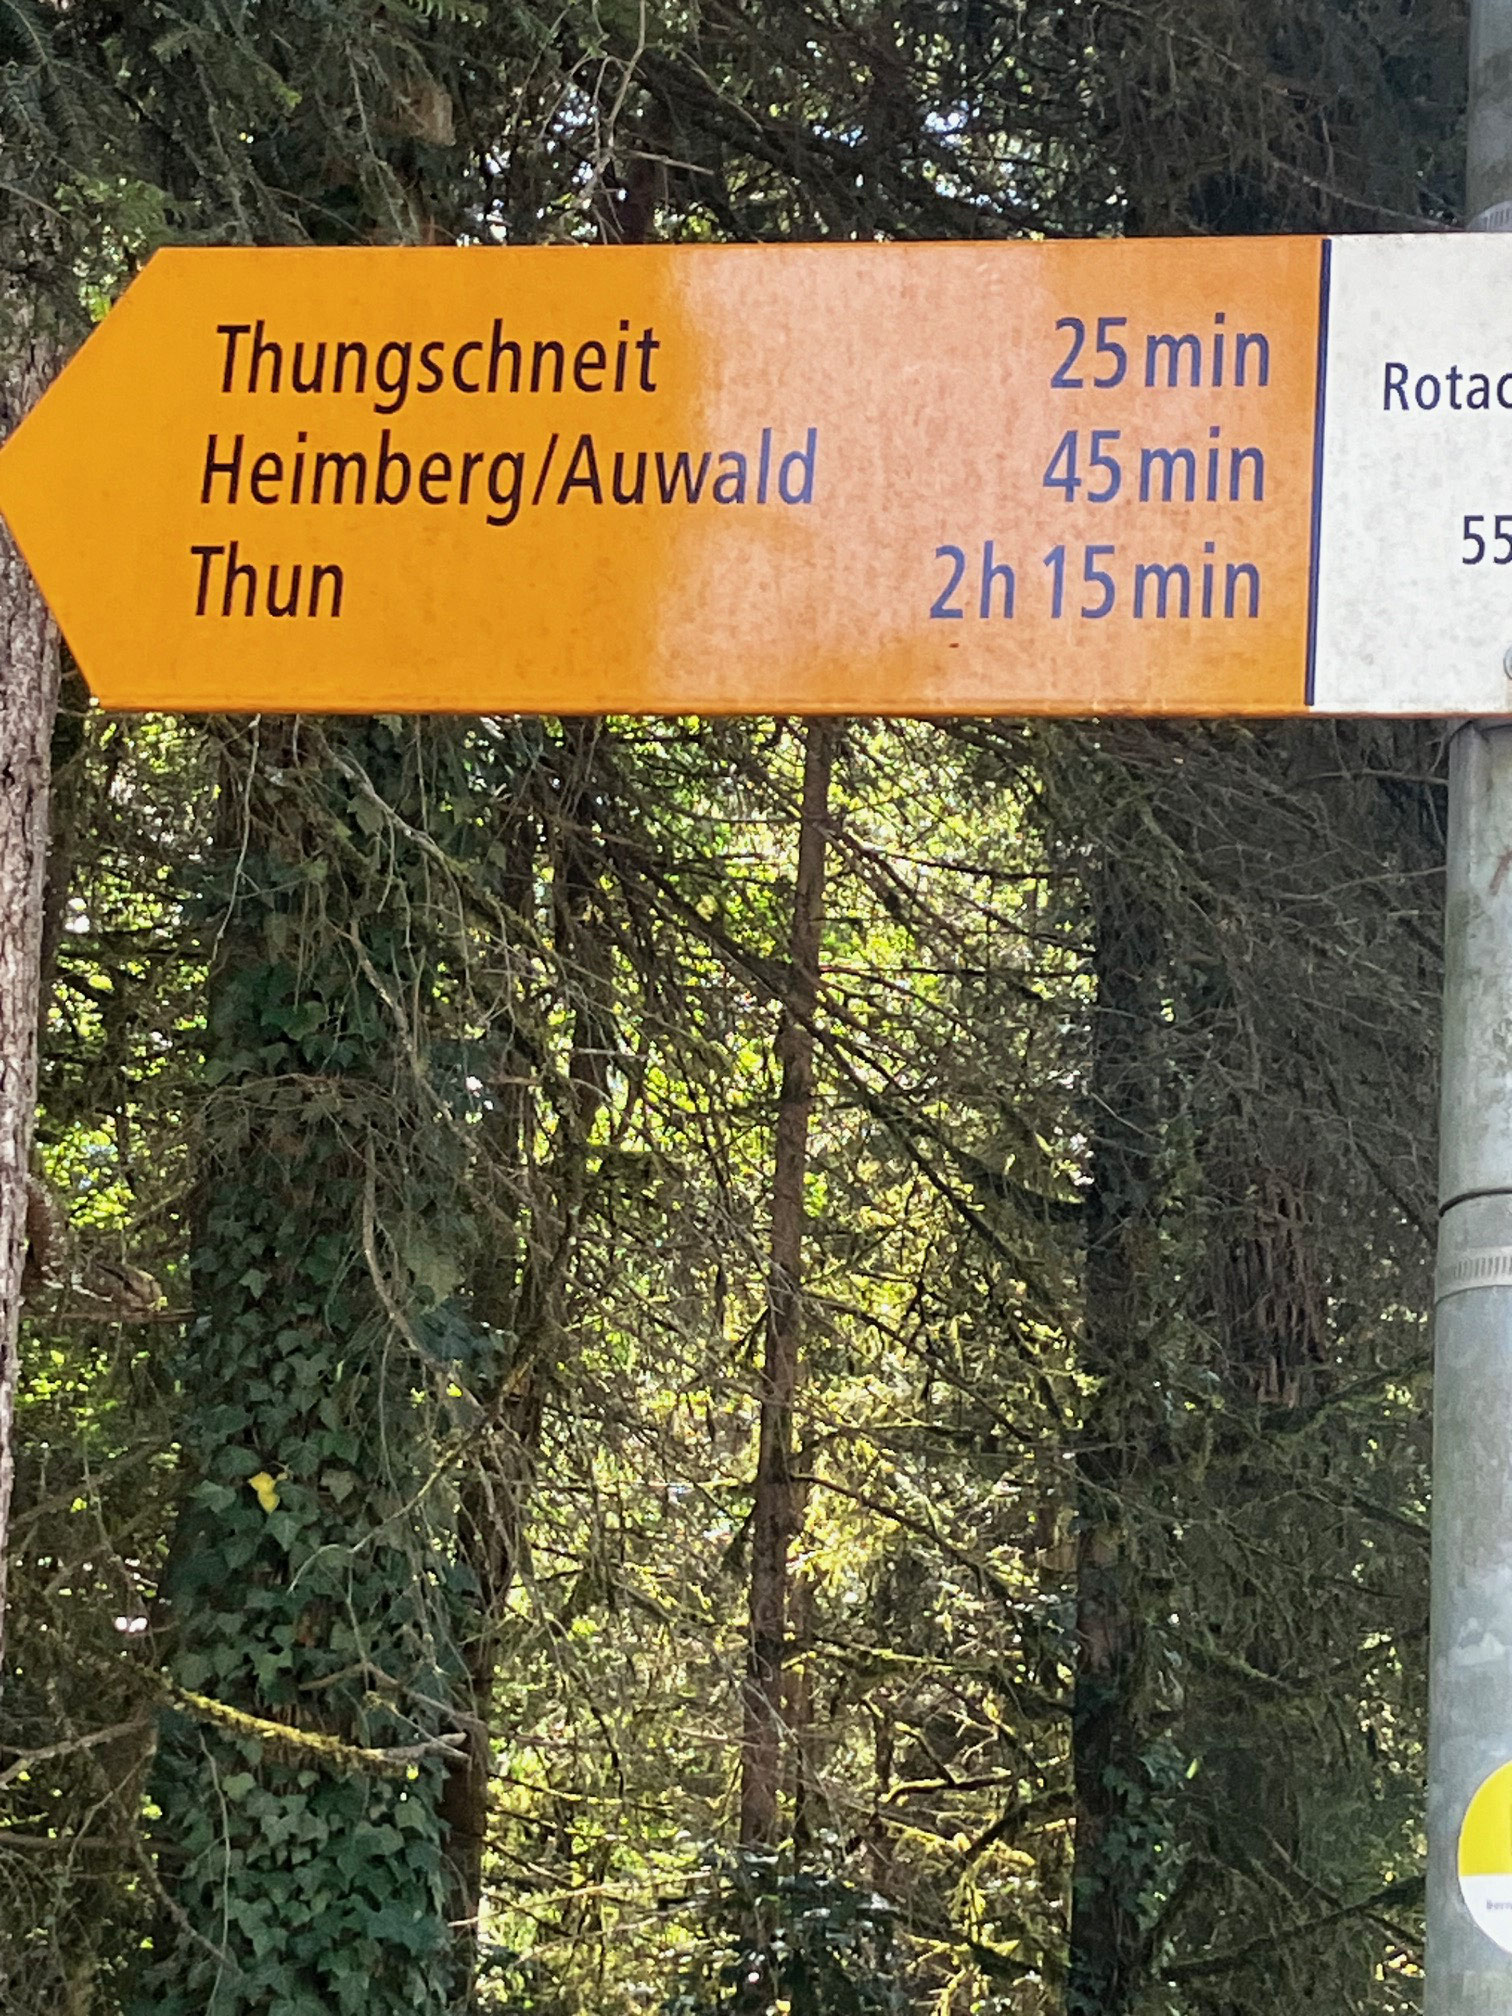 Thungschneit 25 min
Heimberg/Auwald 45 min
Thun 2h 15 min
Rotac
55